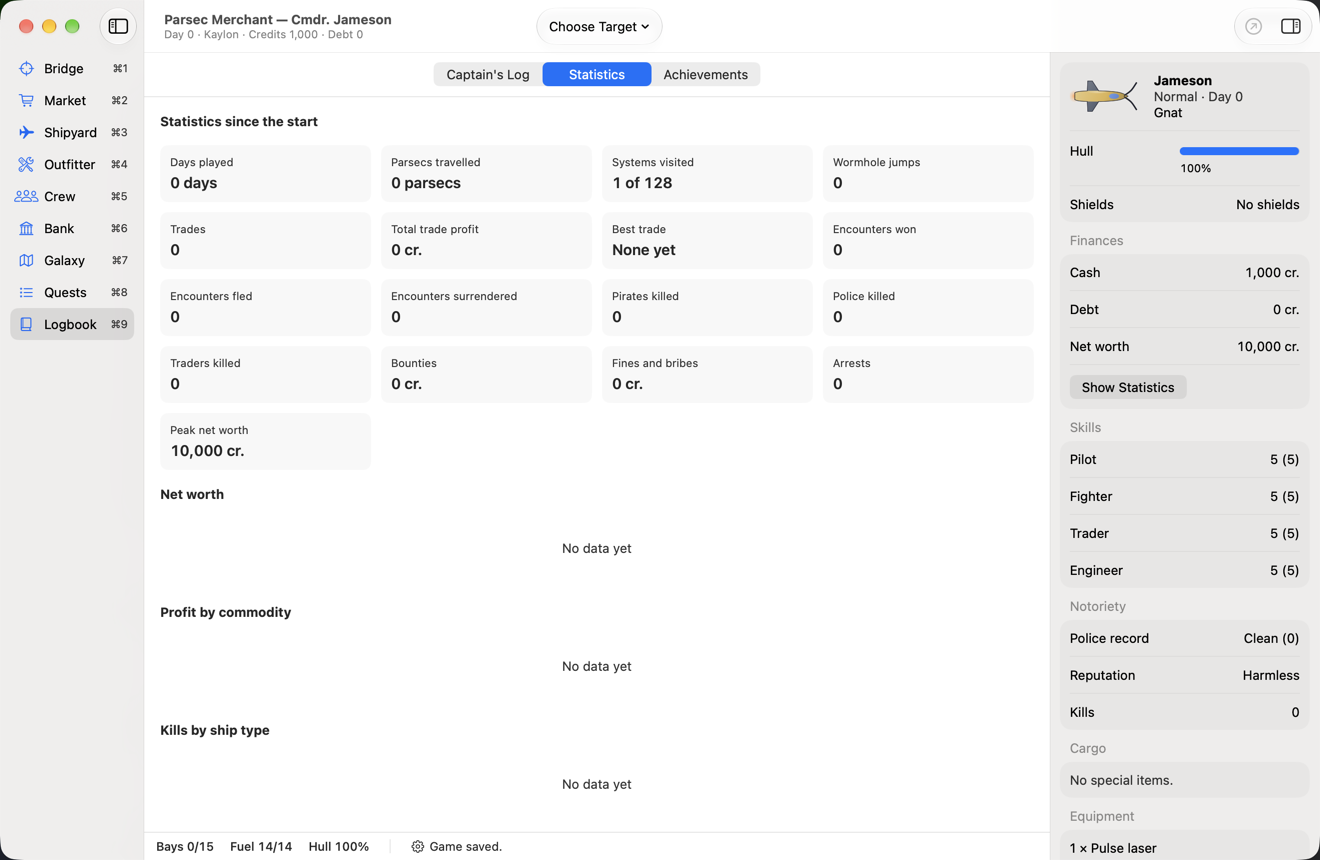 Parsec Merchant — Cmdr. Jameson
Day 0 · Kaylon · Credits 1,000 · Debt 0
Choose Target
Bridge ⌘1
Market ⌘2
Shipyard ⌘3
Outfitter ⌘4
Crew ⌘5
Bank ⌘6
Galaxy ⌘7
Quests ⌘8
Logbook ⌘9
Captain's Log
Statistics
Achievements
Statistics since the start
Days played
0 days
Parsecs travelled
0 parsecs
Systems visited
1 of 128
Wormhole jumps
0
Trades
0
Total trade profit
0 cr.
Best trade
None yet
Encounters won
0
Encounters fled
0
Encounters surrendered
0
Pirates killed
0
Police killed
0
Traders killed
0
Bounties
0 cr.
Fines and bribes
0 cr.
Arrests
0
Peak net worth
10,000 cr.
Net worth
No data yet
Profit by commodity
No data yet
Kills by ship type
No data yet
Bays 0/15
Fuel 14/14
Hull 100%
Game saved.
Jameson
Normal · Day 0
Gnat
Hull
100%
Shields No shields
Finances
Cash 1,000 cr.
Debt 0 cr.
Net worth 10,000 cr.
Show Statistics
Skills
Pilot 5 (5)
Fighter 5 (5)
Trader 5 (5)
Engineer 5 (5)
Notoriety
Police record Clean (0)
Reputation Harmless
Kills 0
Cargo
No special items.
Equipment
1 × Pulse laser